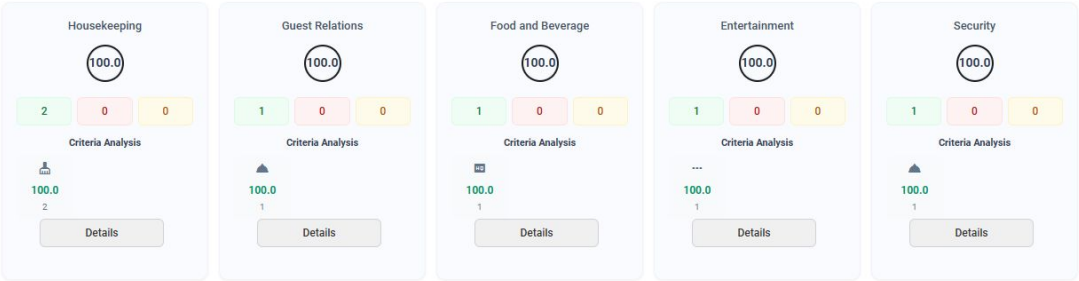 Housekeeping
100.0
2 0 0
Criteria Analysis
100.0
2
Details
Guest Relations
100.0
1 0 0
Criteria Analysis
100.0
1
Details
Food and Beverage
100.0
1 0 0
Criteria Analysis
HQ
100.0
1
Details
Entertainment
100.0
1 0 0
Criteria Analysis
---
100.0
1
Details
Security
100.0
1 0 0
Criteria Analysis
100.0
1
Details